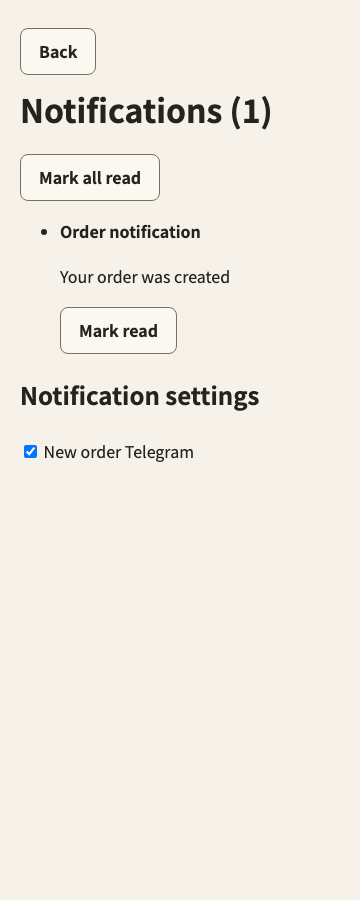 Back
Notifications (1)
Mark all read
Order notification
Your order was created
Mark read
Notification settings
New order Telegram